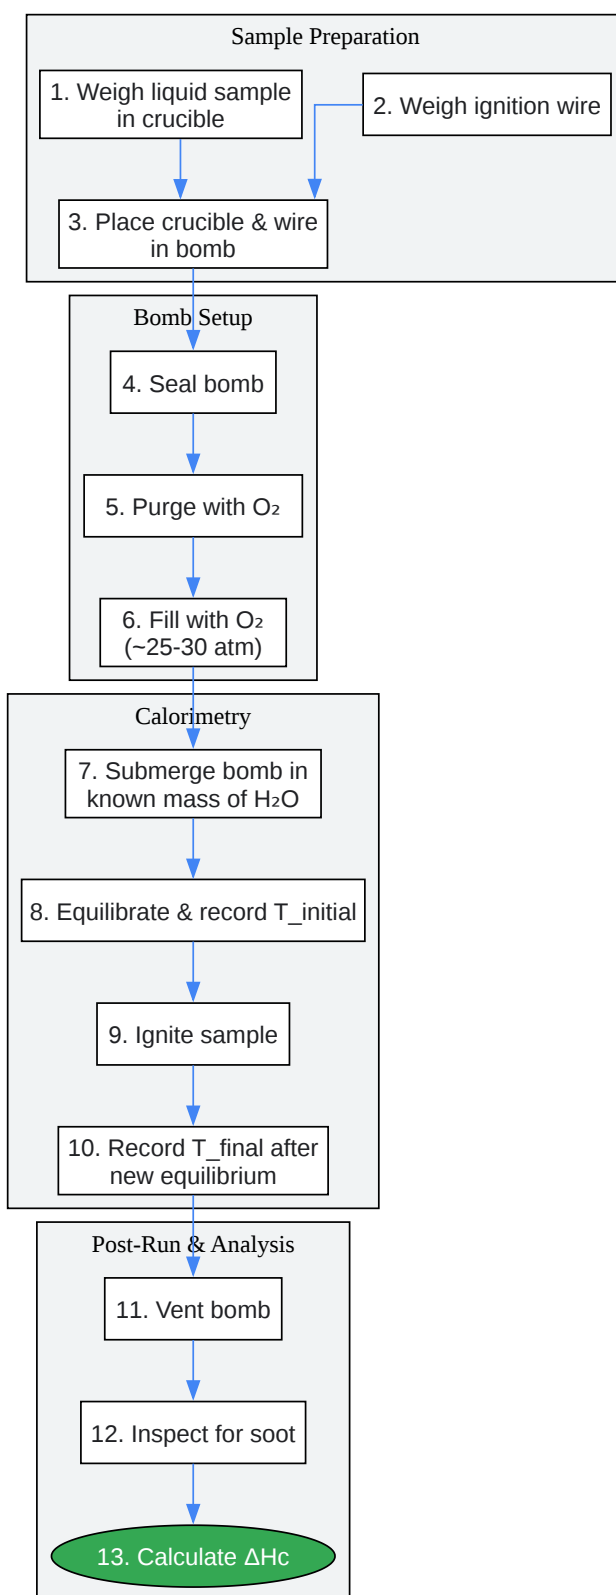 Sample Preparation
1. Weigh liquid sample
in crucible
2. Weigh ignition wire
3. Place crucible & wire
in bomb
Bomb Setup
4. Seal bomb
5. Purge with O₂
6. Fill with O₂
(~25-30 atm)
Calorimetry
7. Submerge bomb in
known mass of H₂O
8. Equilibrate & record T_initial
9. Ignite sample
10. Record T_final after
new equilibrium
Post-Run & Analysis
11. Vent bomb
12. Inspect for soot
13. Calculate ΔHc